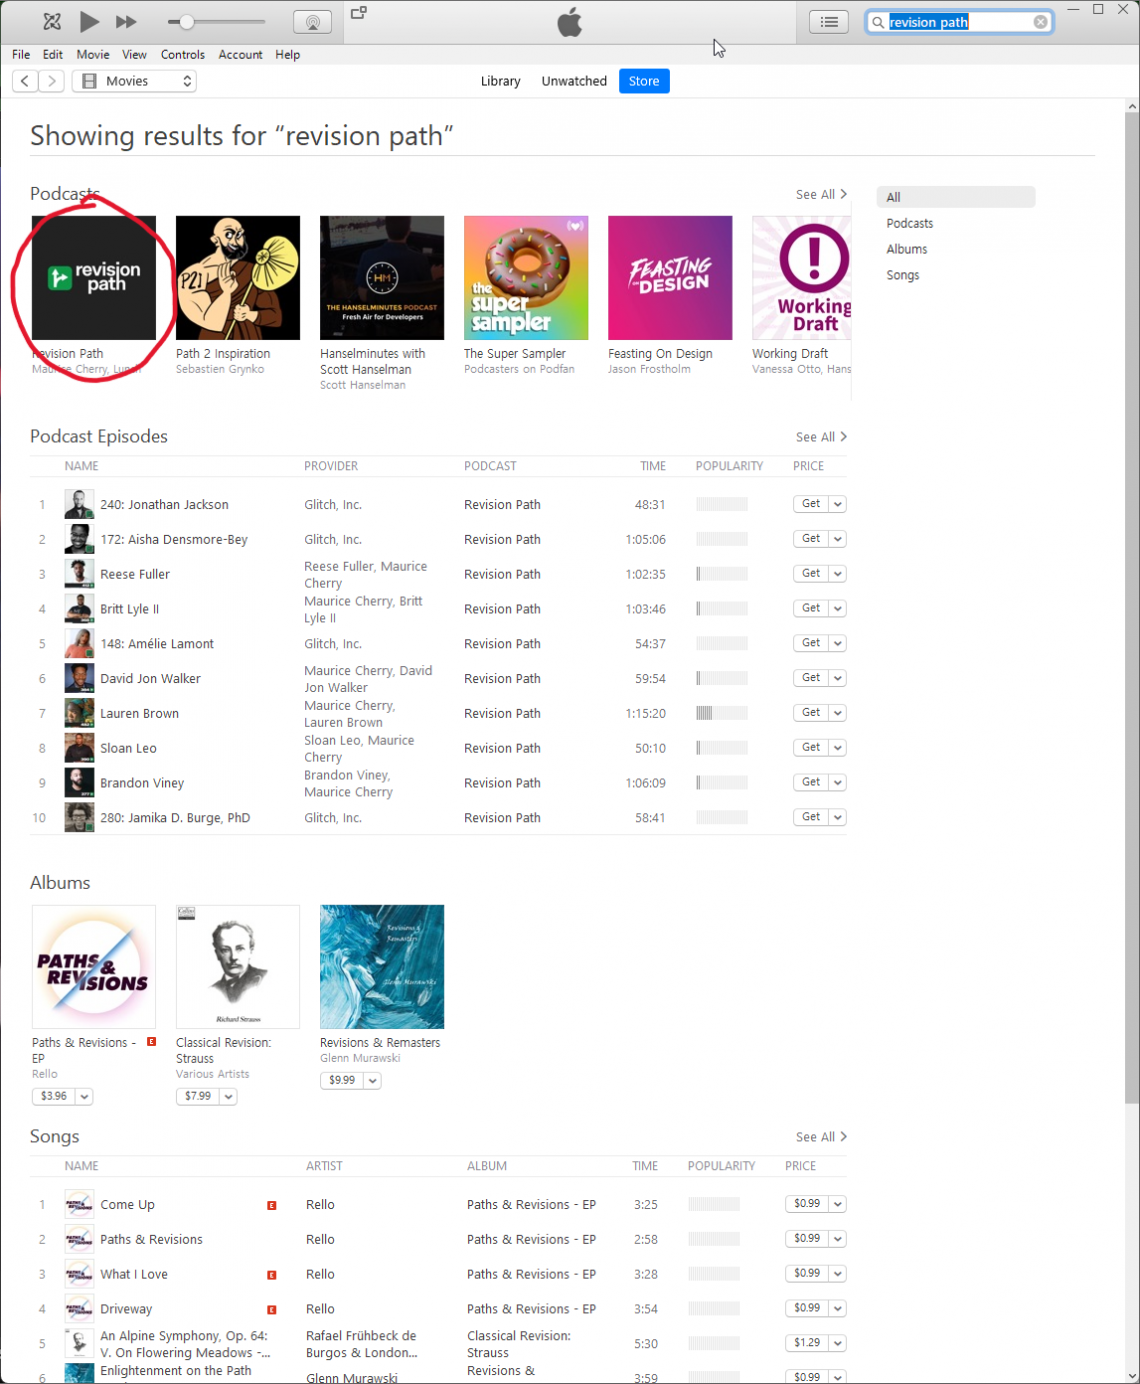 revision path
File Edit Movie View Controls Account Help
Movies
Library Unwatched Store
Showing results for “revision path”
Podcasts
See All
All
Podcasts
Albums
Songs
revision
path
P2I
HM
THE HANSELMINUTES PODCAST
Fresh Air for Developers
the
super
sampler
FEASTING
ON
DESIGN
Working
Draft
Revision Path
Maurice Cherry, Lunch
Path 2 Inspiration
Sebastien Grynko
Hanselminutes with
Scott Hanselman
Scott Hanselman
The Super Sampler
Podcasters on Podfan
Feasting On Design
Jason Frostholm
Working Draft
Vanessa Otto, Hans
Podcast Episodes
See All
NAME PROVIDER PODCAST TIME POPULARITY PRICE
1 240: Jonathan Jackson Glitch, Inc. Revision Path 48:31 Get
2 172: Aisha Densmore-Bey Glitch, Inc. Revision Path 1:05:06 Get
3 Reese Fuller Reese Fuller, Maurice
Cherry Revision Path 1:02:35 Get
4 Britt Lyle II Maurice Cherry, Britt
Lyle II Revision Path 1:03:46 Get
5 148: Amélie Lamont Glitch, Inc. Revision Path 54:37 Get
6 David Jon Walker Maurice Cherry, David
Jon Walker Revision Path 59:54 Get
7 Lauren Brown Maurice Cherry,
Lauren Brown Revision Path 1:15:20 Get
8 Sloan Leo Sloan Leo, Maurice
Cherry Revision Path 50:10 Get
9 Brandon Viney Brandon Viney,
Maurice Cherry Revision Path 1:06:09 Get
10 280: Jamika D. Burge, PhD Glitch, Inc. Revision Path 58:41 Get
Albums
PATHS &
REVISIONS
Richard Strauss
Revisions &
Remasters
Glenn Murawski
Paths & Revisions - E
EP
Rello
$3.96
Classical Revision:
Strauss
Various Artists
$7.99
Revisions & Remasters
Glenn Murawski
$9.99
Songs
See All
NAME ARTIST ALBUM TIME POPULARITY PRICE
1 Come Up E Rello Paths & Revisions - EP 3:25 $0.99
2 Paths & Revisions Rello Paths & Revisions - EP 2:58 $0.99
3 What I Love E Rello Paths & Revisions - EP 3:28 $0.99
4 Driveway E Rello Paths & Revisions - EP 3:54 $0.99
5 An Alpine Symphony, Op. 64:
V. On Flowering Meadows -... Rafael Frühbeck de
Burgos & London... Classical Revision:
Strauss 5:30 $1.29
6 Enlightenment on the Path Glenn Murawski Revisions & 3:59 $0.99